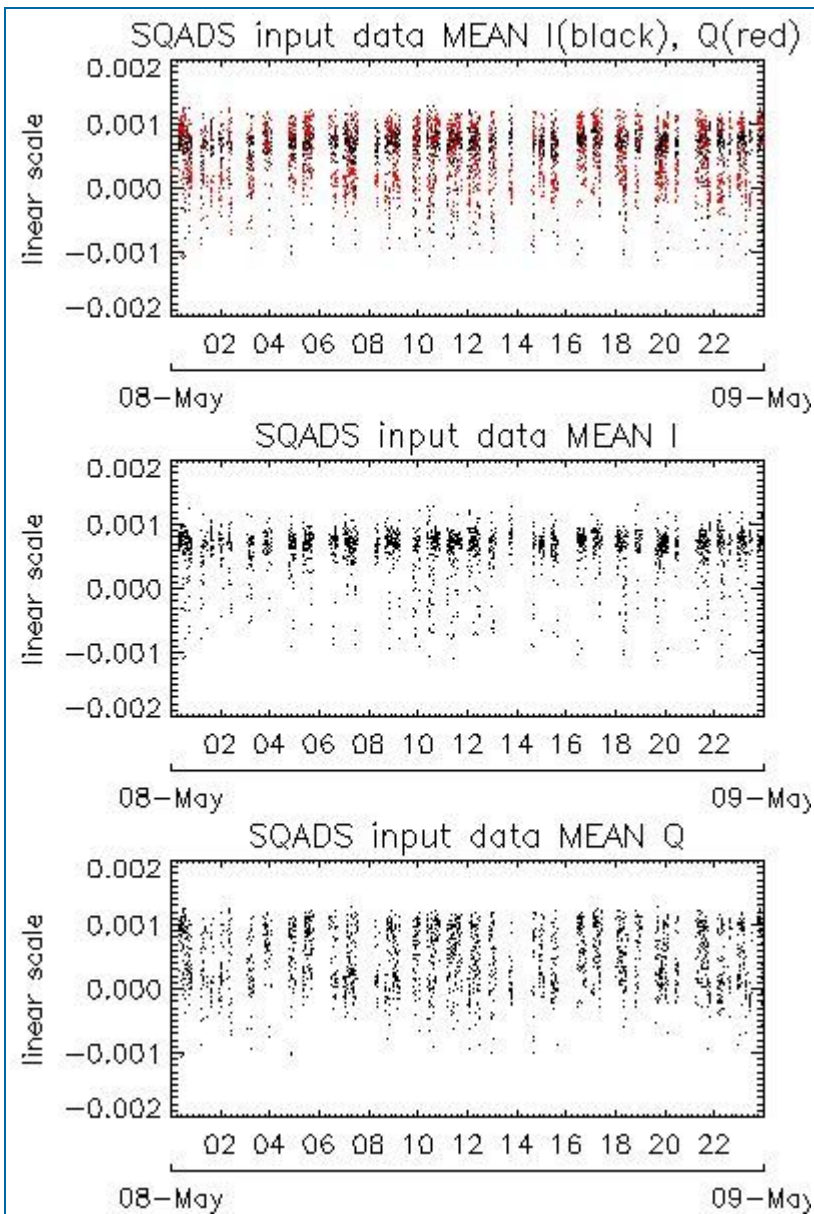 SQADS input data MEAN I(black), Q(red)
0.002
0.001
0.000
−0.001
−0.002
linear scale
02 04 06 08 10 12 14 16 18 20 22
08-May 09-May
SQADS input data MEAN I
0.002
0.001
0.000
−0.001
−0.002
linear scale
02 04 06 08 10 12 14 16 18 20 22
08-May 09-May
SQADS input data MEAN Q
0.002
0.001
0.000
−0.001
−0.002
linear scale
02 04 06 08 10 12 14 16 18 20 22
08-May 09-May